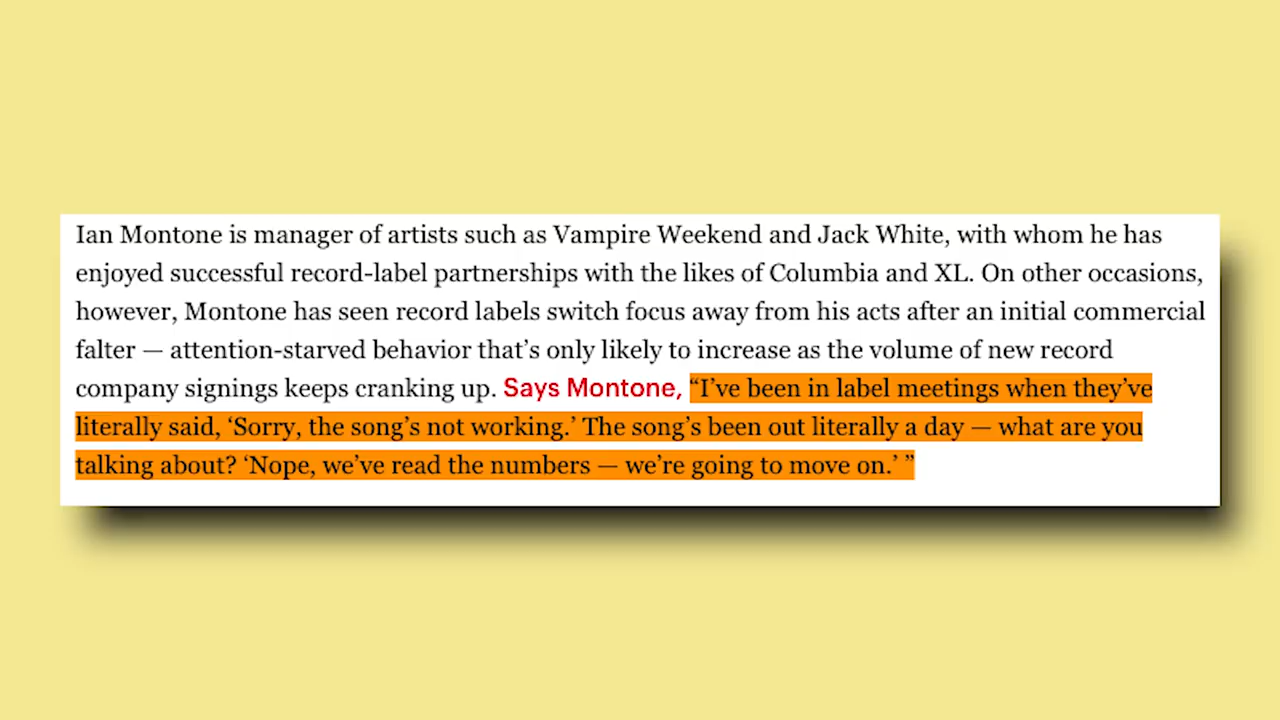 Ian Montone is manager of artists such as Vampire Weekend and Jack White, with whom he has
enjoyed successful record-label partnerships with the likes of Columbia and XL. On other occasions,
however, Montone has seen record labels switch focus away from his acts after an initial commercial
falter — attention-starved behavior that’s only likely to increase as the volume of new record
company signings keeps cranking up. Says Montone, “I’ve been in label meetings when they’ve
literally said, ‘Sorry, the song’s not working.’ The song’s been out literally a day — what are you
talking about? ‘Nope, we’ve read the numbers — we’re going to move on.’ ”